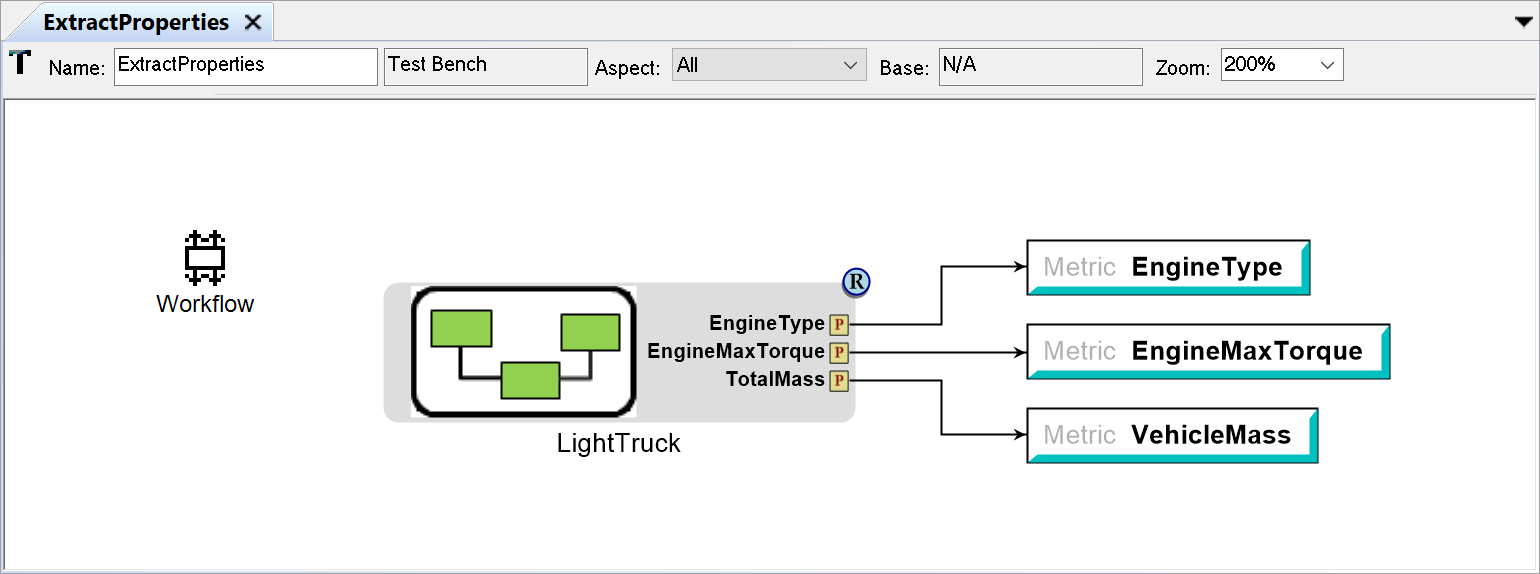 ExtractProperties
Name: ExtractProperties Test Bench Aspect: All Base: N/A Zoom: 200%
Workflow
R
EngineType P
EngineMaxTorque P
TotalMass P
LightTruck
Metric EngineType
Metric EngineMaxTorque
Metric VehicleMass